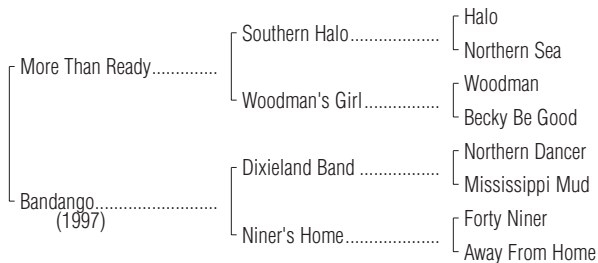 Halo
Southern Halo...................
Northern Sea
More Than Ready..............
Woodman
Woodman's Girl................
Becky Be Good
Northern Dancer
Dixieland Band .................
Mississippi Mud
Bandango..........................
(1997)
Forty Niner
Niner's Home....................
Away From Home